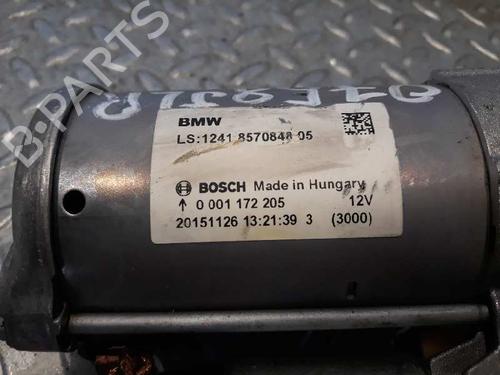 BMW
LS:1241 8570848 05
BOSCH Made in Hungary
0 001 172 205 12V
20151126 13:21:39 3 (3000)
B-PARTS